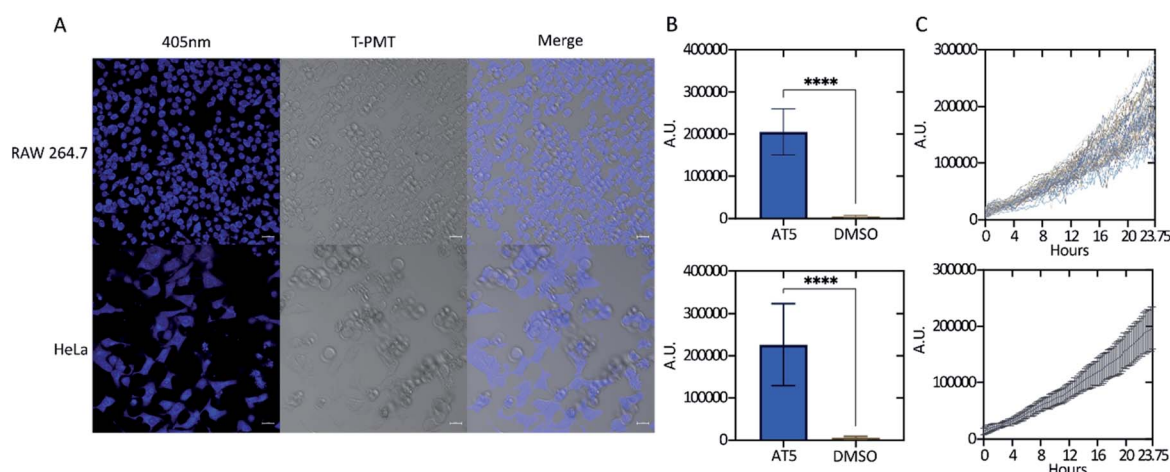 A
405nm
T-PMT
Merge
RAW 264.7
HeLa
B
400000
300000
200000
100000
0
A.U.
****
AT5
DMSO
400000
300000
200000
100000
0
A.U.
****
AT5
DMSO
C
300000
200000
100000
0
A.U.
0 4 8 12 16 20 23.75
Hours
300000
200000
100000
0
A.U.
0 4 8 12 16 20 23.75
Hours